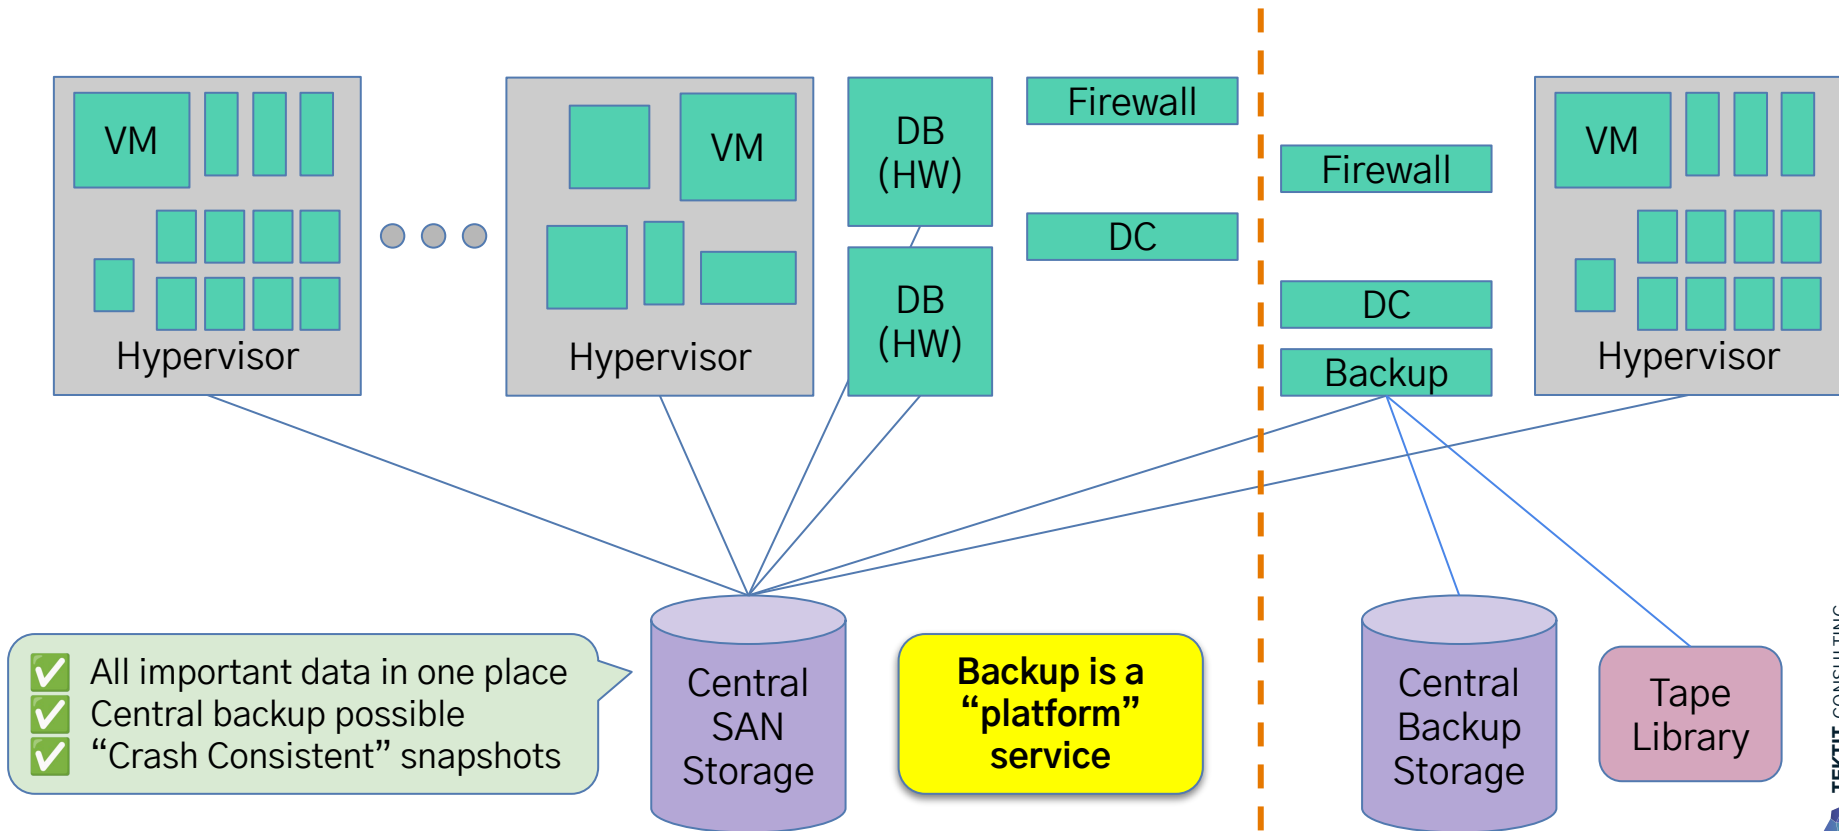 VM
Hypervisor
VM
Hypervisor
DB
(HW)
DB
(HW)
Firewall
DC
Firewall
DC
Backup
VM
Hypervisor
✅ All important data in one place
✅ Central backup possible
✅ “Crash Consistent” snapshots
Central
SAN
Storage
Backup is a
“platform”
service
Central
Backup
Storage
Tape
Library
TEKTIT CONSULTING